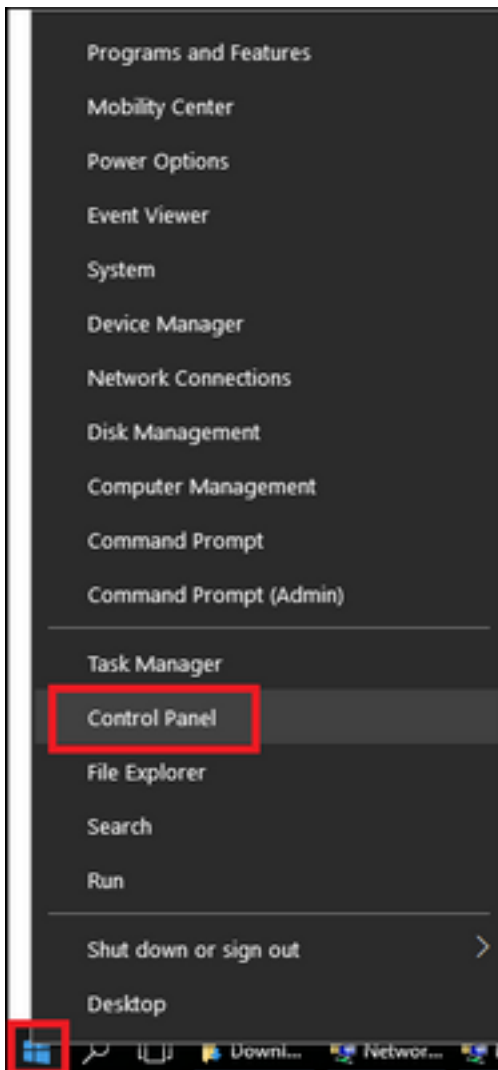 Programs and Features
Mobility Center
Power Options
Event Viewer
System
Device Manager
Network Connections
Disk Management
Computer Management
Command Prompt
Command Prompt (Admin)
Task Manager
Control Panel
File Explorer
Search
Run
Shut down or sign out
Desktop
Downl... Networ...